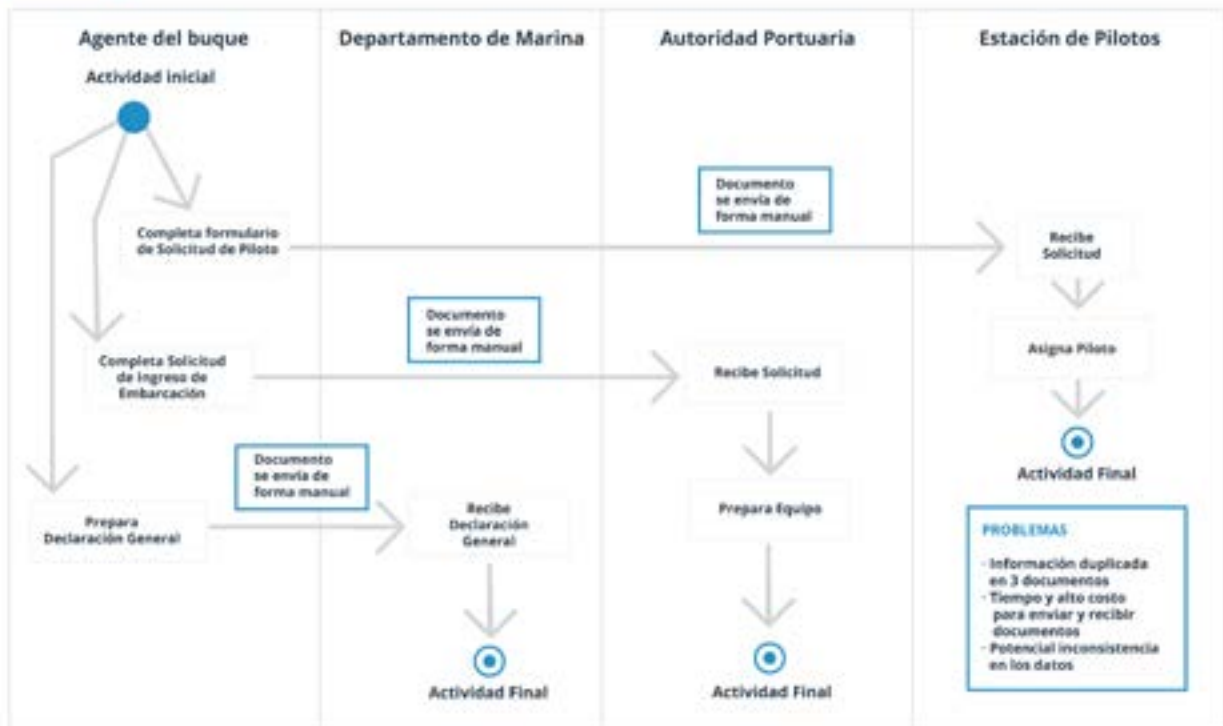 Agente del buque
Departamento de Marina
Autoridad Portuaria
Estación de Pilotos
Actividad inicial
Documento
se envía de
forma manual
Completa formulario
de Solicitud de Piloto
Recibe
Solicitud
Documento
se envía de
forma manual
Asigna Piloto
Completa Solicitud
de Ingreso de
Embarcación
Recibe Solicitud
Actividad Final
Documento
se envía de
forma manual
Prepara
Declaración General
Recibe
Declaración
General
Prepara Equipo
PROBLEMAS
· Información duplicada
en 3 documentos
· Tiempo y alto costo
para enviar y recibir
documentos
· Potencial inconsistencia
en los datos
Actividad Final
Actividad Final